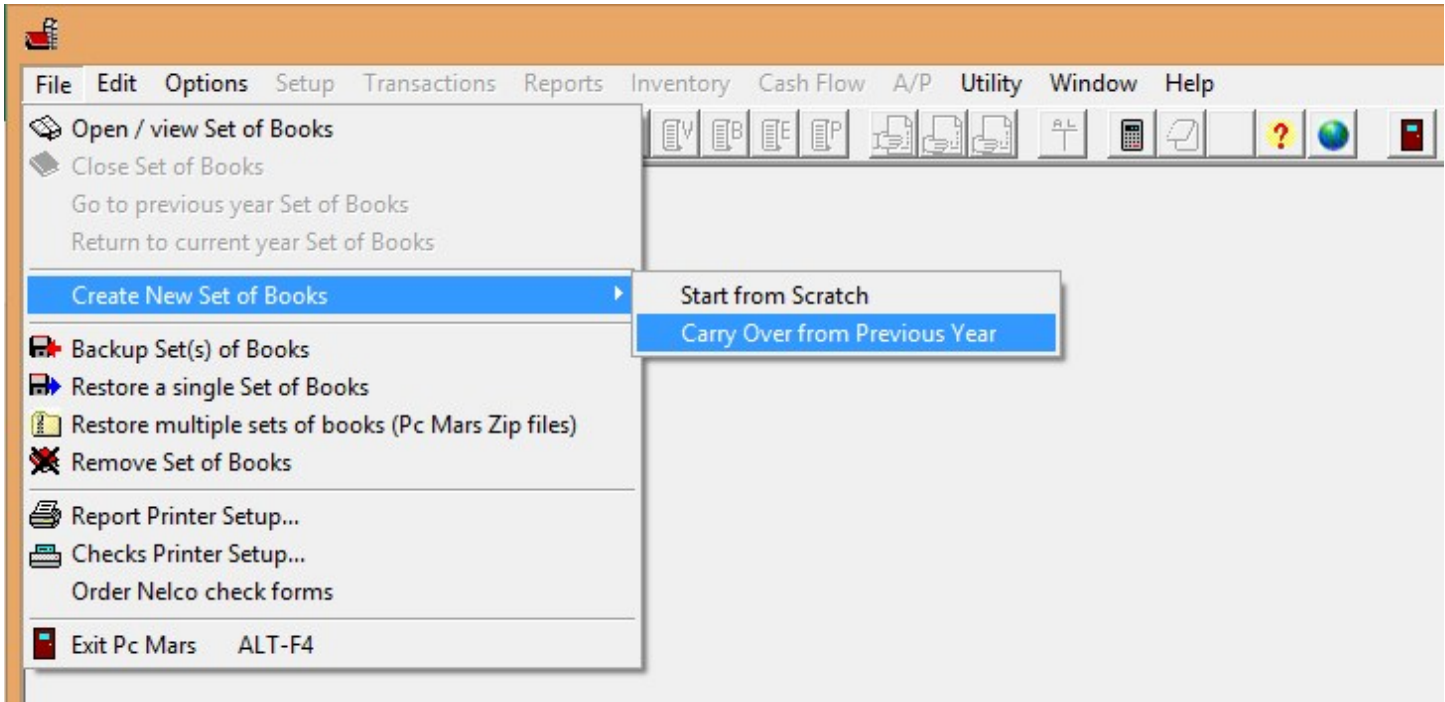 File Edit Options Setup Transactions Reports Inventory Cash Flow A/P Utility Window Help
Open / view Set of Books
V B E P A L ?
Close Set of Books
Go to previous year Set of Books
Return to current year Set of Books
Create New Set of Books
Start from Scratch
Carry Over from Previous Year
Backup Set(s) of Books
Restore a single Set of Books
Restore multiple sets of books (Pc Mars Zip files)
Remove Set of Books
Report Printer Setup...
Checks Printer Setup...
Order Nelco check forms
Exit Pc Mars ALT-F4